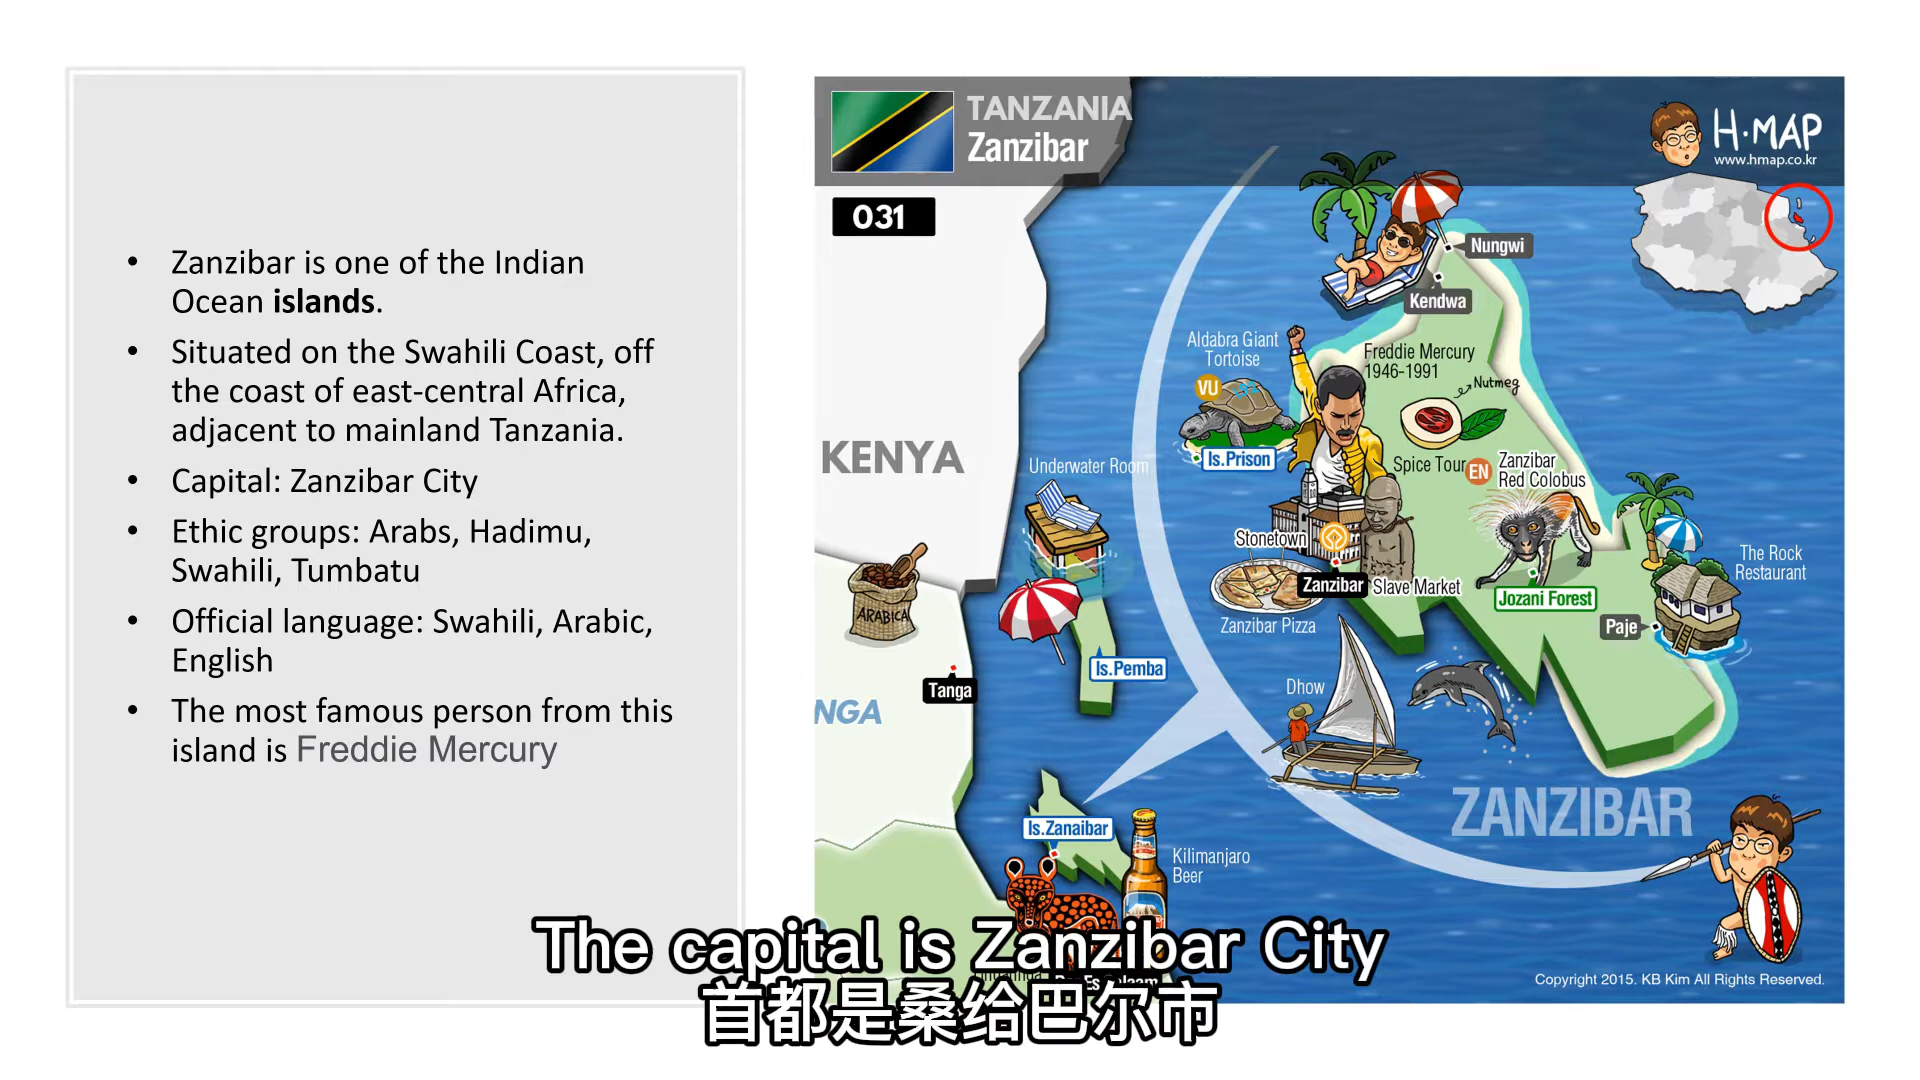 • Zanzibar is one of the Indian
Ocean islands.
• Situated on the Swahili Coast, off
the coast of east-central Africa,
adjacent to mainland Tanzania.
• Capital: Zanzibar City
• Ethic groups: Arabs, Hadimu,
Swahili, Tumbatu
• Official language: Swahili, Arabic,
English
• The most famous person from this
island is Freddie Mercury
TANZANIA
Zanzibar
031
H·MAP
www.hmap.co.kr
Nungwi
Kendwa
Aldabra Giant
Tortoise
VU
Is.Prison
Freddie Mercury
1946-1991
Nutmeg
Spice Tour
EN
Zanzibar
Red Colobus
KENYA
Underwater Room
Stonetown
Zanzibar
Slave Market
Zanzibar Pizza
Jozani Forest
The Rock
Restaurant
Paje
ARABICA
Is.Pemba
Tanga
NGA
Dhow
ZANZIBAR
Is.Zanaibar
Kilimanjaro
Beer
Copyright 2015. KB Kim All Rights Reserved.
The capital is Zanzibar City
首都是桑给巴尔市